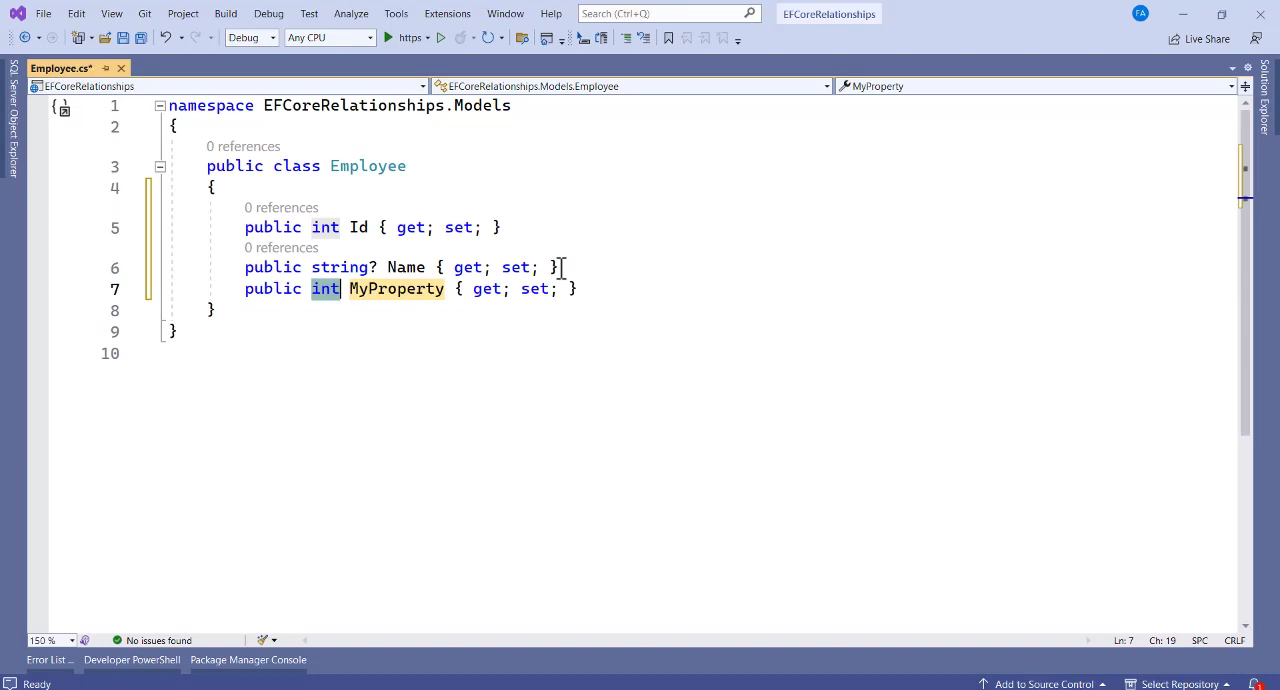 File Edit View Git Project Build Debug Test Analyze Tools Extensions Window Help Search (Ctrl+Q) EFCoreRelationships FA
Debug Any CPU https Live Share
SQL Server Object Explorer
Employee.cs*
Solution Explorer
EFCoreRelationships EFCoreRelationships.Models.Employee MyProperty
1 namespace EFCoreRelationships.Models
2 {
0 references
3 public class Employee
4 {
0 references
5 public int Id { get; set; }
0 references
6 public string? Name { get; set; }
7 public int MyProperty { get; set; }
8 }
9 }
10
150 % No issues found Ln: 7 Ch: 19 SPC CRLF
Error List ... Developer PowerShell Package Manager Console
Ready Add to Source Control Select Repository 1